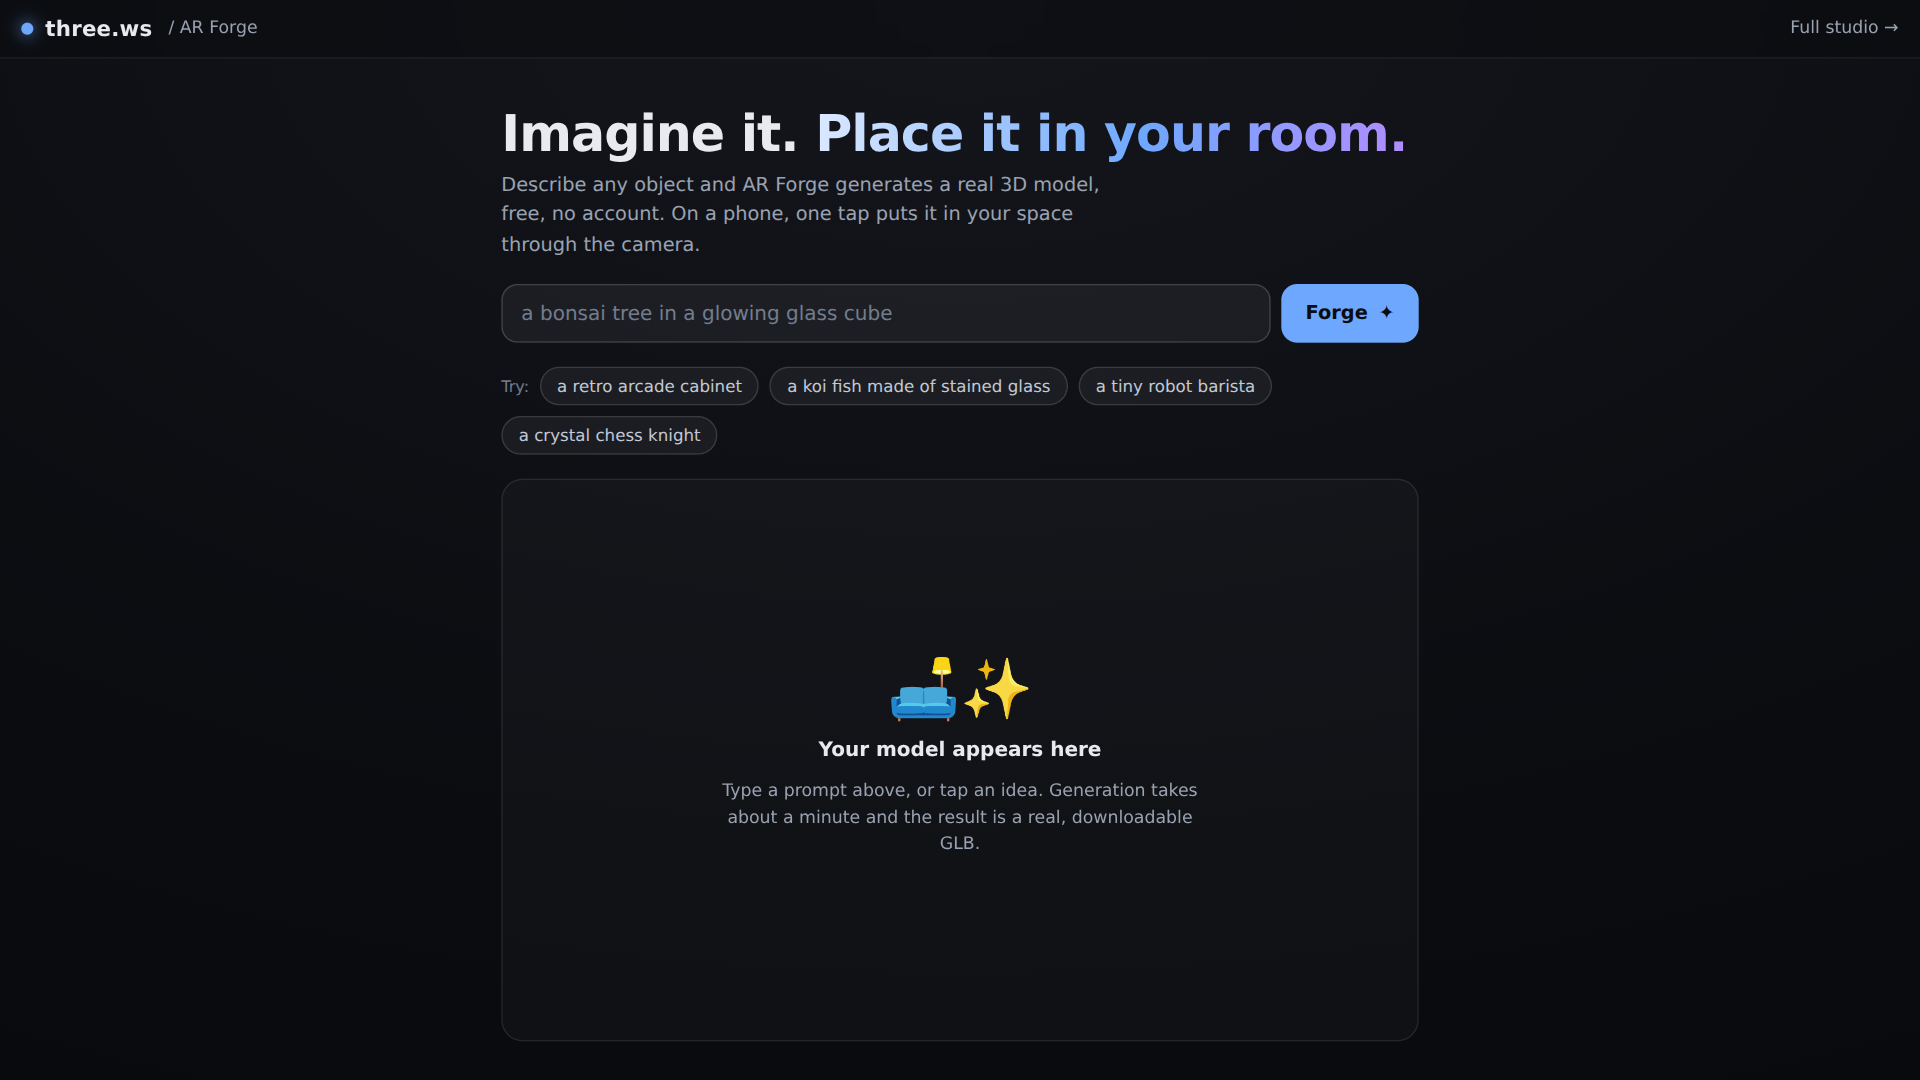 three.ws / AR Forge
Full studio →
Imagine it. Place it in your room.
Describe any object and AR Forge generates a real 3D model,
free, no account. On a phone, one tap puts it in your space
through the camera.
a bonsai tree in a glowing glass cube
Forge ✦
Try: a retro arcade cabinet a koi fish made of stained glass a tiny robot barista
a crystal chess knight
Your model appears here
Type a prompt above, or tap an idea. Generation takes
about a minute and the result is a real, downloadable
GLB.